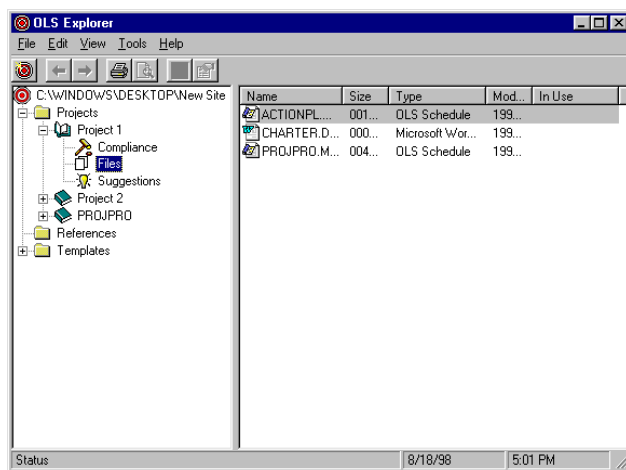 OLS Explorer
File Edit View Tools Help
C:\WINDOWS\DESKTOP\New Site
Projects
Project 1
Compliance
Files
Suggestions
Project 2
PROJPRO
References
Templates
Name Size Type Mod... In Use
ACTIONPL.... 001... OLS Schedule 199...
CHARTER.D... 000... Microsoft Wor... 199...
PROJPRO.M... 004... OLS Schedule 199...
Status 8/18/98 5:01 PM